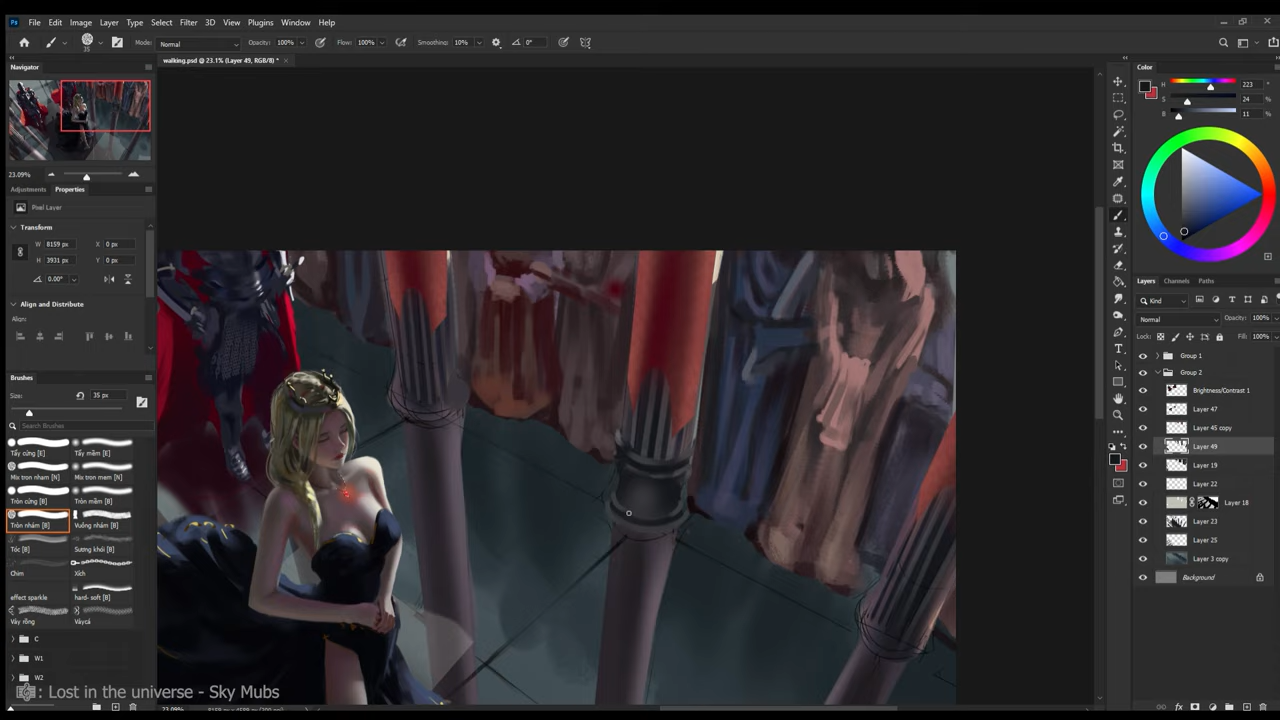 File Edit Image Layer Type Select Filter 3D View Plugins Window Help
35 Mode: Normal Opacity: 100% Flow: 100% Smoothing: 10% 0°
Navigator
walking.psd @ 23.1% (Layer 49, RGB/8) *
Color
H 223 °
S 24
B 11 %
23.09%
Adjustments Properties
Pixel Layer
Transform
W 8159 px X 0 px
H 3931 px Y 0 px
0.00°
Align and Distribute
Align:
Layers Channels Paths
Kind
Normal Opacity: 100%
Lock: Fill: 100%
Group 1
Group 2
Brightness/Contrast 1
Layer 47
Layer 45 copy
Layer 49
Layer 19
Layer 22
Layer 18
Layer 23
Layer 25
Layer 3 copy
Background
Brushes
Size: 35 px
Search Brushes
Tẩy cứng [E] Tẩy mềm [E]
Mix tron nham [N] Mix tron mem [N]
Tròn cứng [B] Tròn mềm [B]
Tròn nhám [B] Vuông nhám [B]
Tóc [B] Sương khói [B]
Chim Xích
effect sparkle hard- soft [B]
Vảy rồng Vảycá
C
W1
W2
: Lost in the universe - Sky Mubs
23.09%